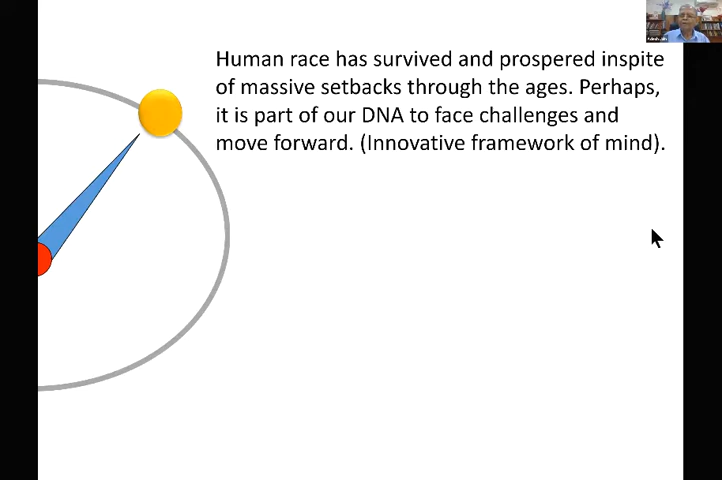 Human race has survived and prospered inspite
of massive setbacks through the ages. Perhaps,
it is part of our DNA to face challenges and
move forward. (Innovative framework of mind).